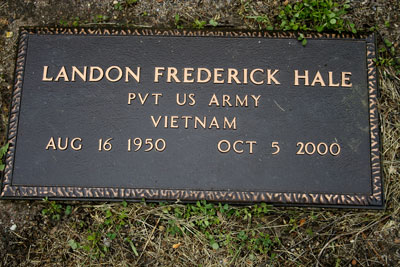 LANDON FREDERICK HALE
PVT US ARMY
VIETNAM
AUG 16 1950 OCT 5 2000